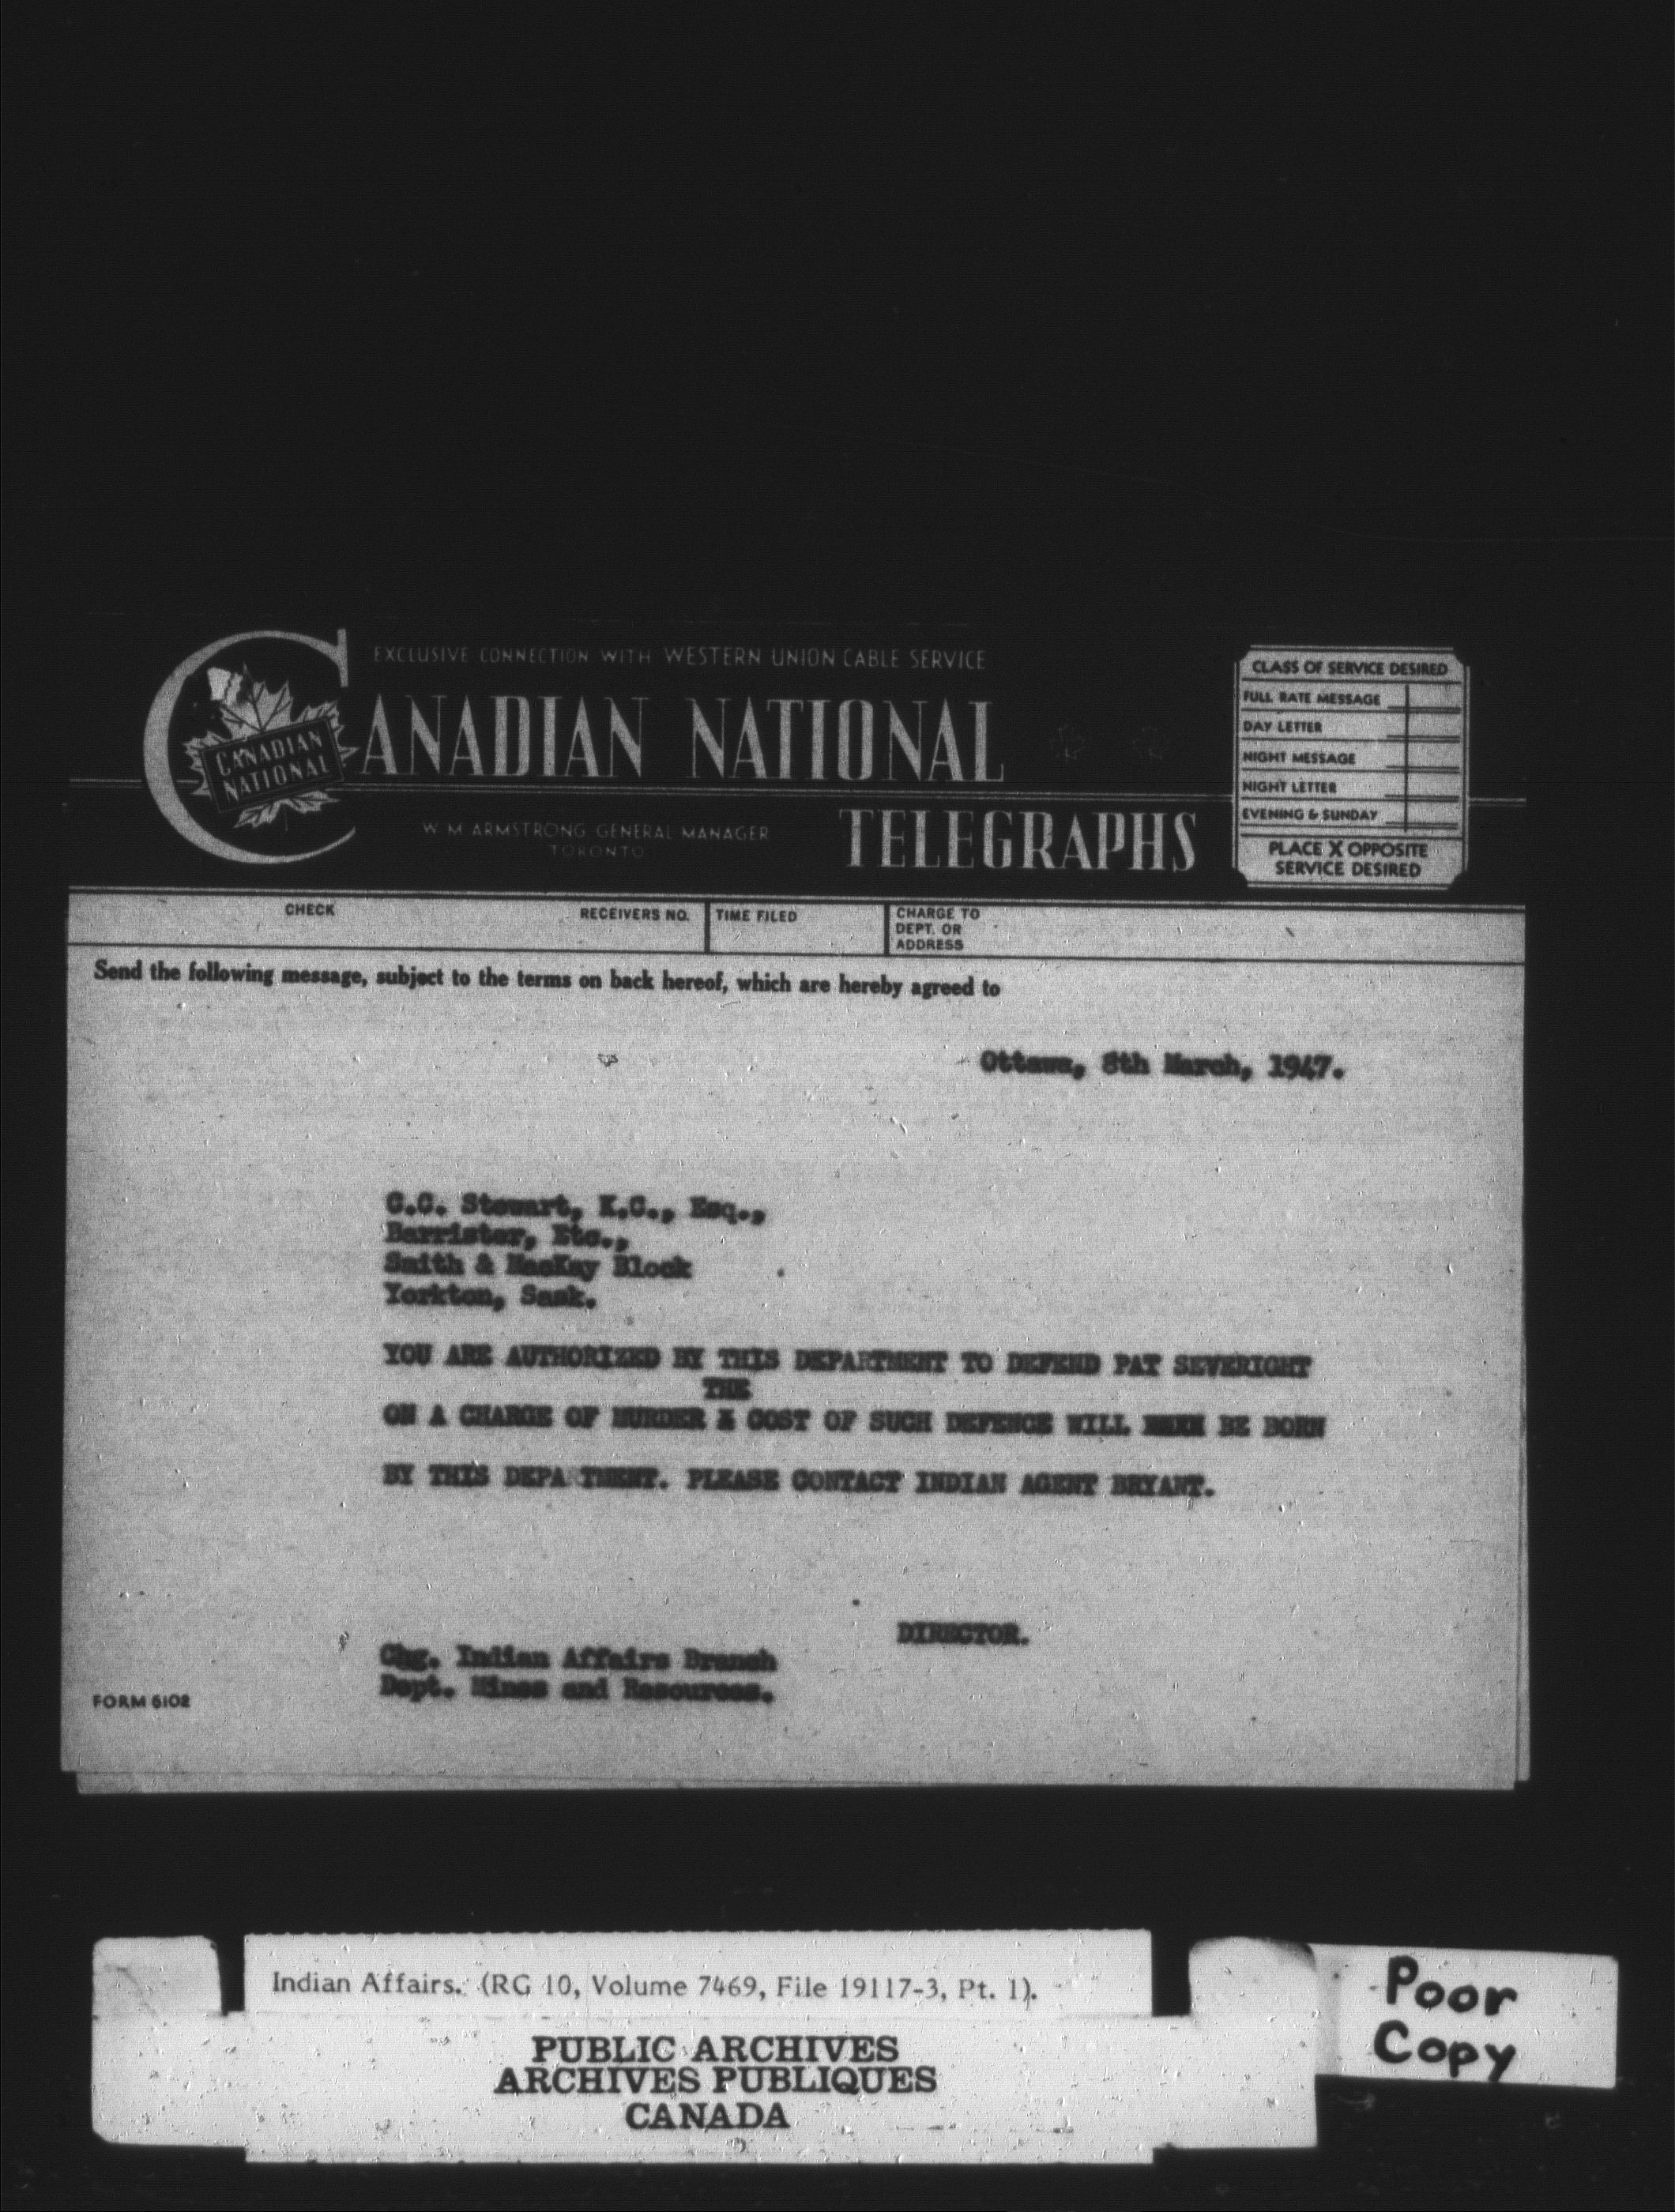 EXCLUSIVE CONNECTION WITH WESTERN UNION CABLE SERVICE
CANADIAN NATIONAL
CANADIAN
NATIONAL
TELEGRAPHS
W M ARMSTRONG GENERAL MANAGER
TORONTO
CLASS OF SERVICE DESIRED
FULL RATE MESSAGE
DAY LETTER
NIGHT MESSAGE
NIGHT LETTER
EVENING & SUNDAY
PLACE X OPPOSITE
SERVICE DESIRED
CHECK
RECEIVERS NO.
TIME FILED
CHARGE TO
DEPT. OR
ADDRESS
Send the following message, subject to the terms on back hereof, which are hereby agreed to
Ottawa, 8th March, 1947.
C.C. Stewart, K.C., Esq.,
Barrister, Etc.,
Smith & MacKay Block
Yorkton, Sask.
YOU ARE AUTHORIZED BY THIS DEPARTMENT TO DEFEND PAT SEVERIGHT
THE
ON A CHARGE OF MURDER COST OF SUCH DEFENCE WILL BE BORN
BY THIS DEPARTMENT. PLEASE CONTACT INDIAN AGENT BRYANT.
DIRECTOR.
Chg. Indian Affairs Branch
Dept. Mines and Resources.
FORM 6102
Indian Affairs. (RG 10, Volume 7469, File 19117-3, Pt. 1).
PUBLIC ARCHIVES
ARCHIVES PUBLIQUES
CANADA
Poor
Copy